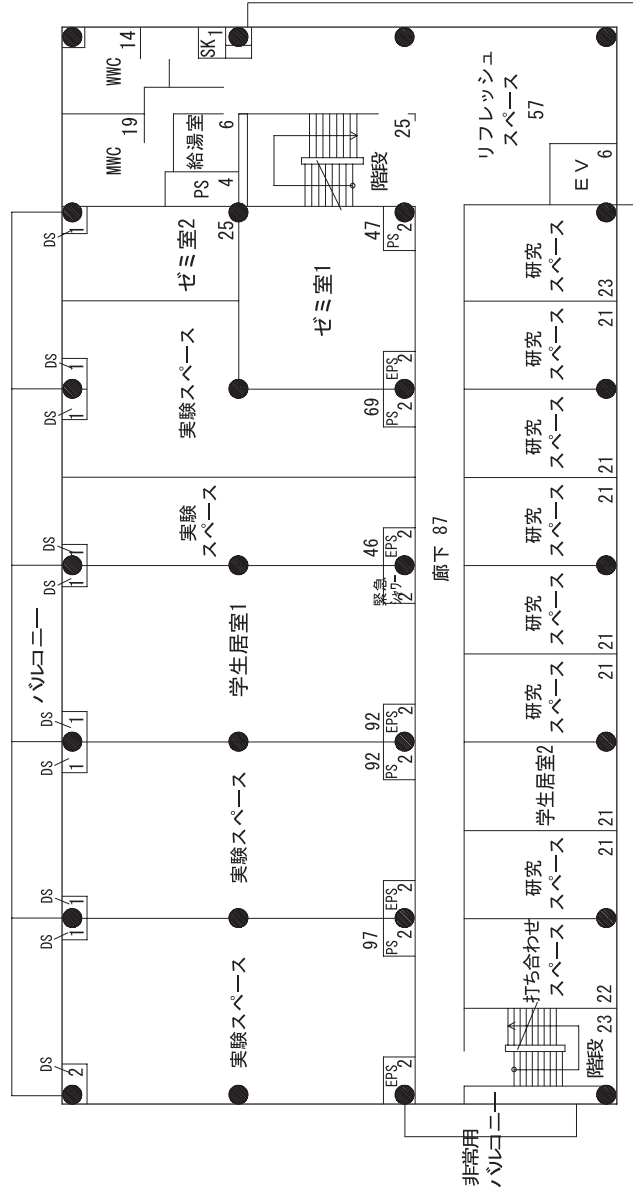 バルコニー
DS
2
DS
1
DS
1
DS
1
DS
1
DS
1
DS
1
DS
1
DS
1
DS
1
MWC
19
WWC
14
SK
1
給湯室
6
PS
4
ゼミ室2
25
実験スペース
実験スペース
学生居室1
実験
スペース
実験スペース
ゼミ室1
階段
25
EPS
2
97
PS
2
EPS
2
92
PS
2
92
EPS
2
緊急
シャワー
2
46
EPS
2
69
PS
2
EPS
2
47
PS
2
廊下 87
リフレッシュ
スペース
57
非常用
バルコニー
階段
23
打ち合わせ
スペース
22
研究
スペース
21
学生居室2
21
研究
スペース
21
研究
スペース
21
研究
スペース
21
研究
スペース
21
研究
スペース
21
研究
スペース
23
EV
6